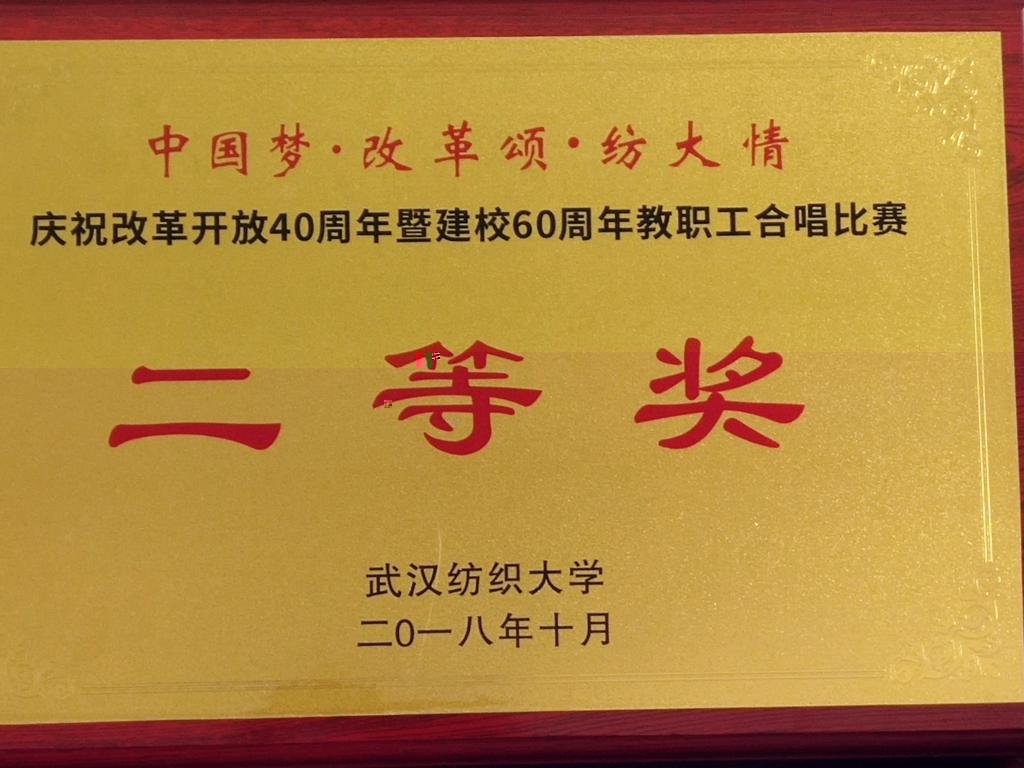 中国梦·改革颂·纺大情
庆祝改革开放40周年暨建校60周年教职工合唱比赛
二等奖
武汉纺织大学
二0一八年十月